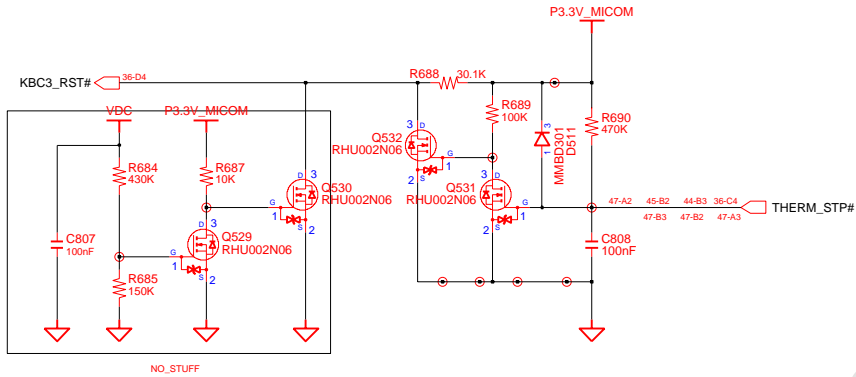 P3.3V_MICOM
KBC3_RST#
36-D4
R688
30.1K
VDC
P3.3V_MICOM
R689
100K
3
1
MMBD301
D511
R690
470K
Q532
RHU002N06
3
D
G
1
S
2
R684
430K
R687
10K
Q530
RHU002N06
3
D
G
1
S
2
Q531
RHU002N06
3
D
G
1
S
2
47-A2
45-B2
44-B3
36-C4
THERM_STP#
47-B3
47-B2
47-A3
C807
100nF
Q529
RHU002N06
3
D
G
1
S
2
C808
100nF
R685
150K
NO_STUFF